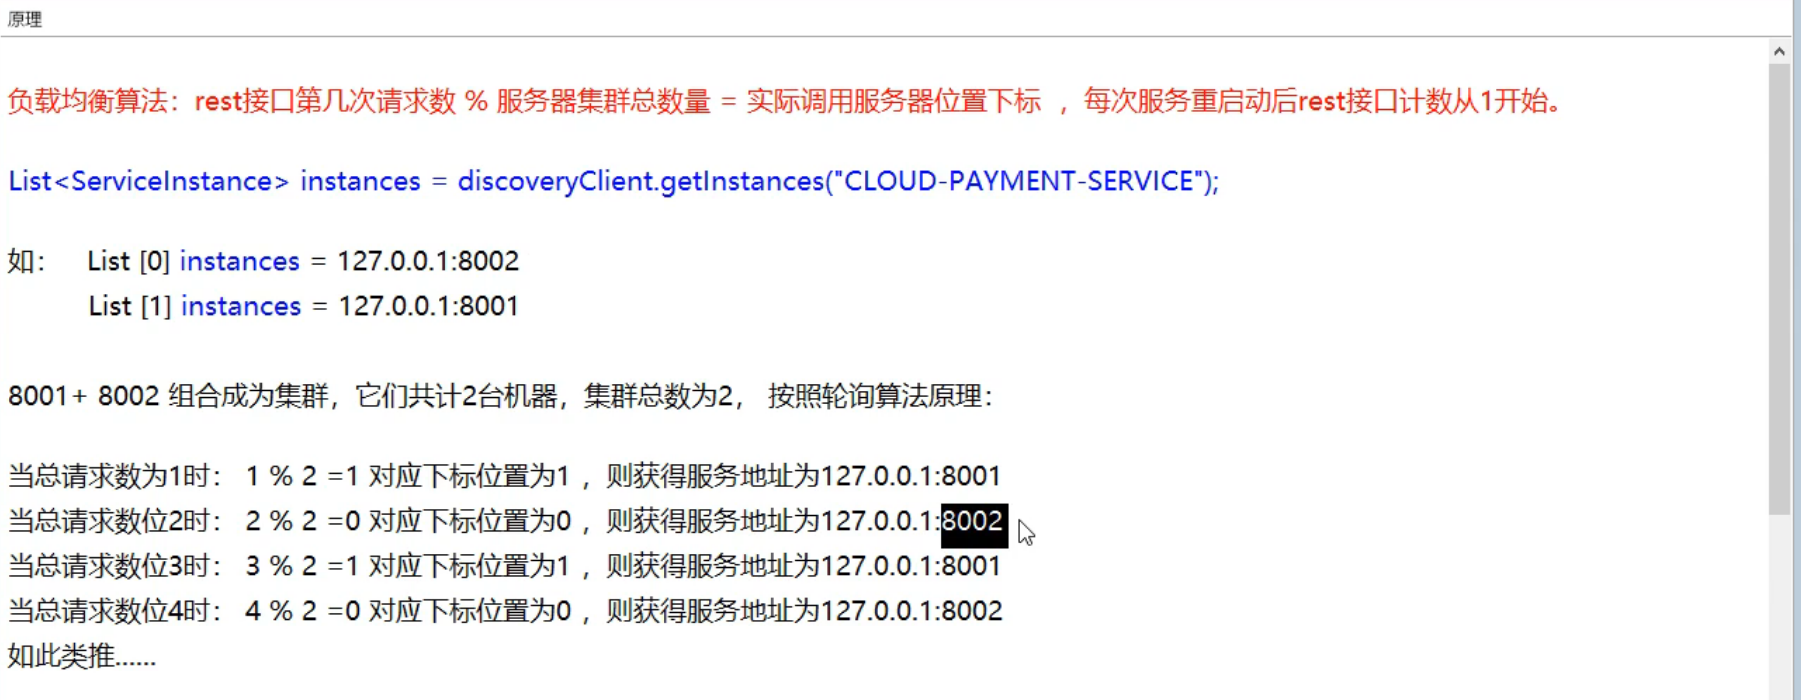 原理
负载均衡算法：rest接口第几次请求数 % 服务器集群总数量 = 实际调用服务器位置下标 ，每次服务重启动后rest接口计数从1开始。
List<ServiceInstance> instances = discoveryClient.getInstances("CLOUD-PAYMENT-SERVICE");
如： List [0] instances = 127.0.0.1:8002
List [1] instances = 127.0.0.1:8001
8001+ 8002 组合成为集群，它们共计2台机器，集群总数为2， 按照轮询算法原理：
当总请求数为1时： 1 % 2 =1 对应下标位置为1 ，则获得服务地址为127.0.0.1:8001
当总请求数位2时： 2 % 2 =0 对应下标位置为0 ，则获得服务地址为127.0.0.1:8002
当总请求数位3时： 3 % 2 =1 对应下标位置为1 ，则获得服务地址为127.0.0.1:8001
当总请求数位4时： 4 % 2 =0 对应下标位置为0 ，则获得服务地址为127.0.0.1:8002
如此类推......